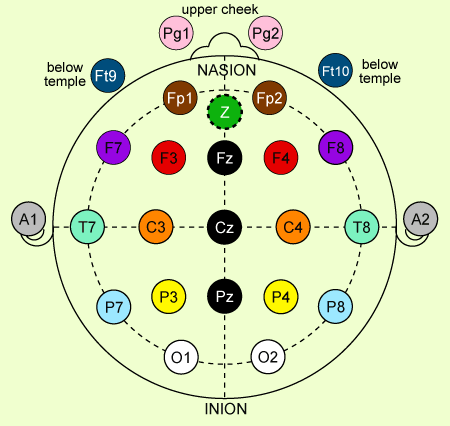 upper cheek
Pg1 Pg2
below
temple
Ft9
Ft10
below
temple
NASION
Fp1 Fp2
Z
F7 F3 Fz F4 F8
A1 A2
T7 C3 Cz C4 T8
P7 P3 Pz P4 P8
O1 O2
INION